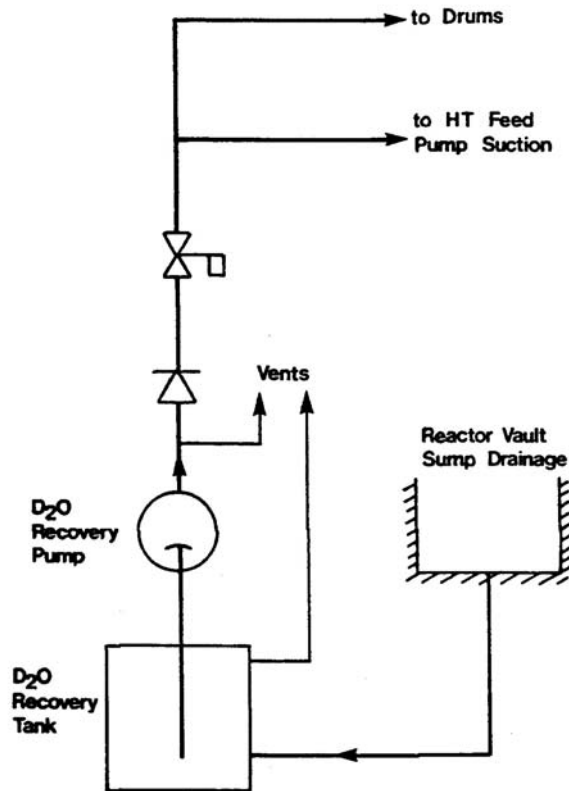 to Drums
to HT Feed
Pump Suction
Vents
Reactor Vault
Sump Drainage
D₂O
Recovery
Pump
D₂O
Recovery
Tank